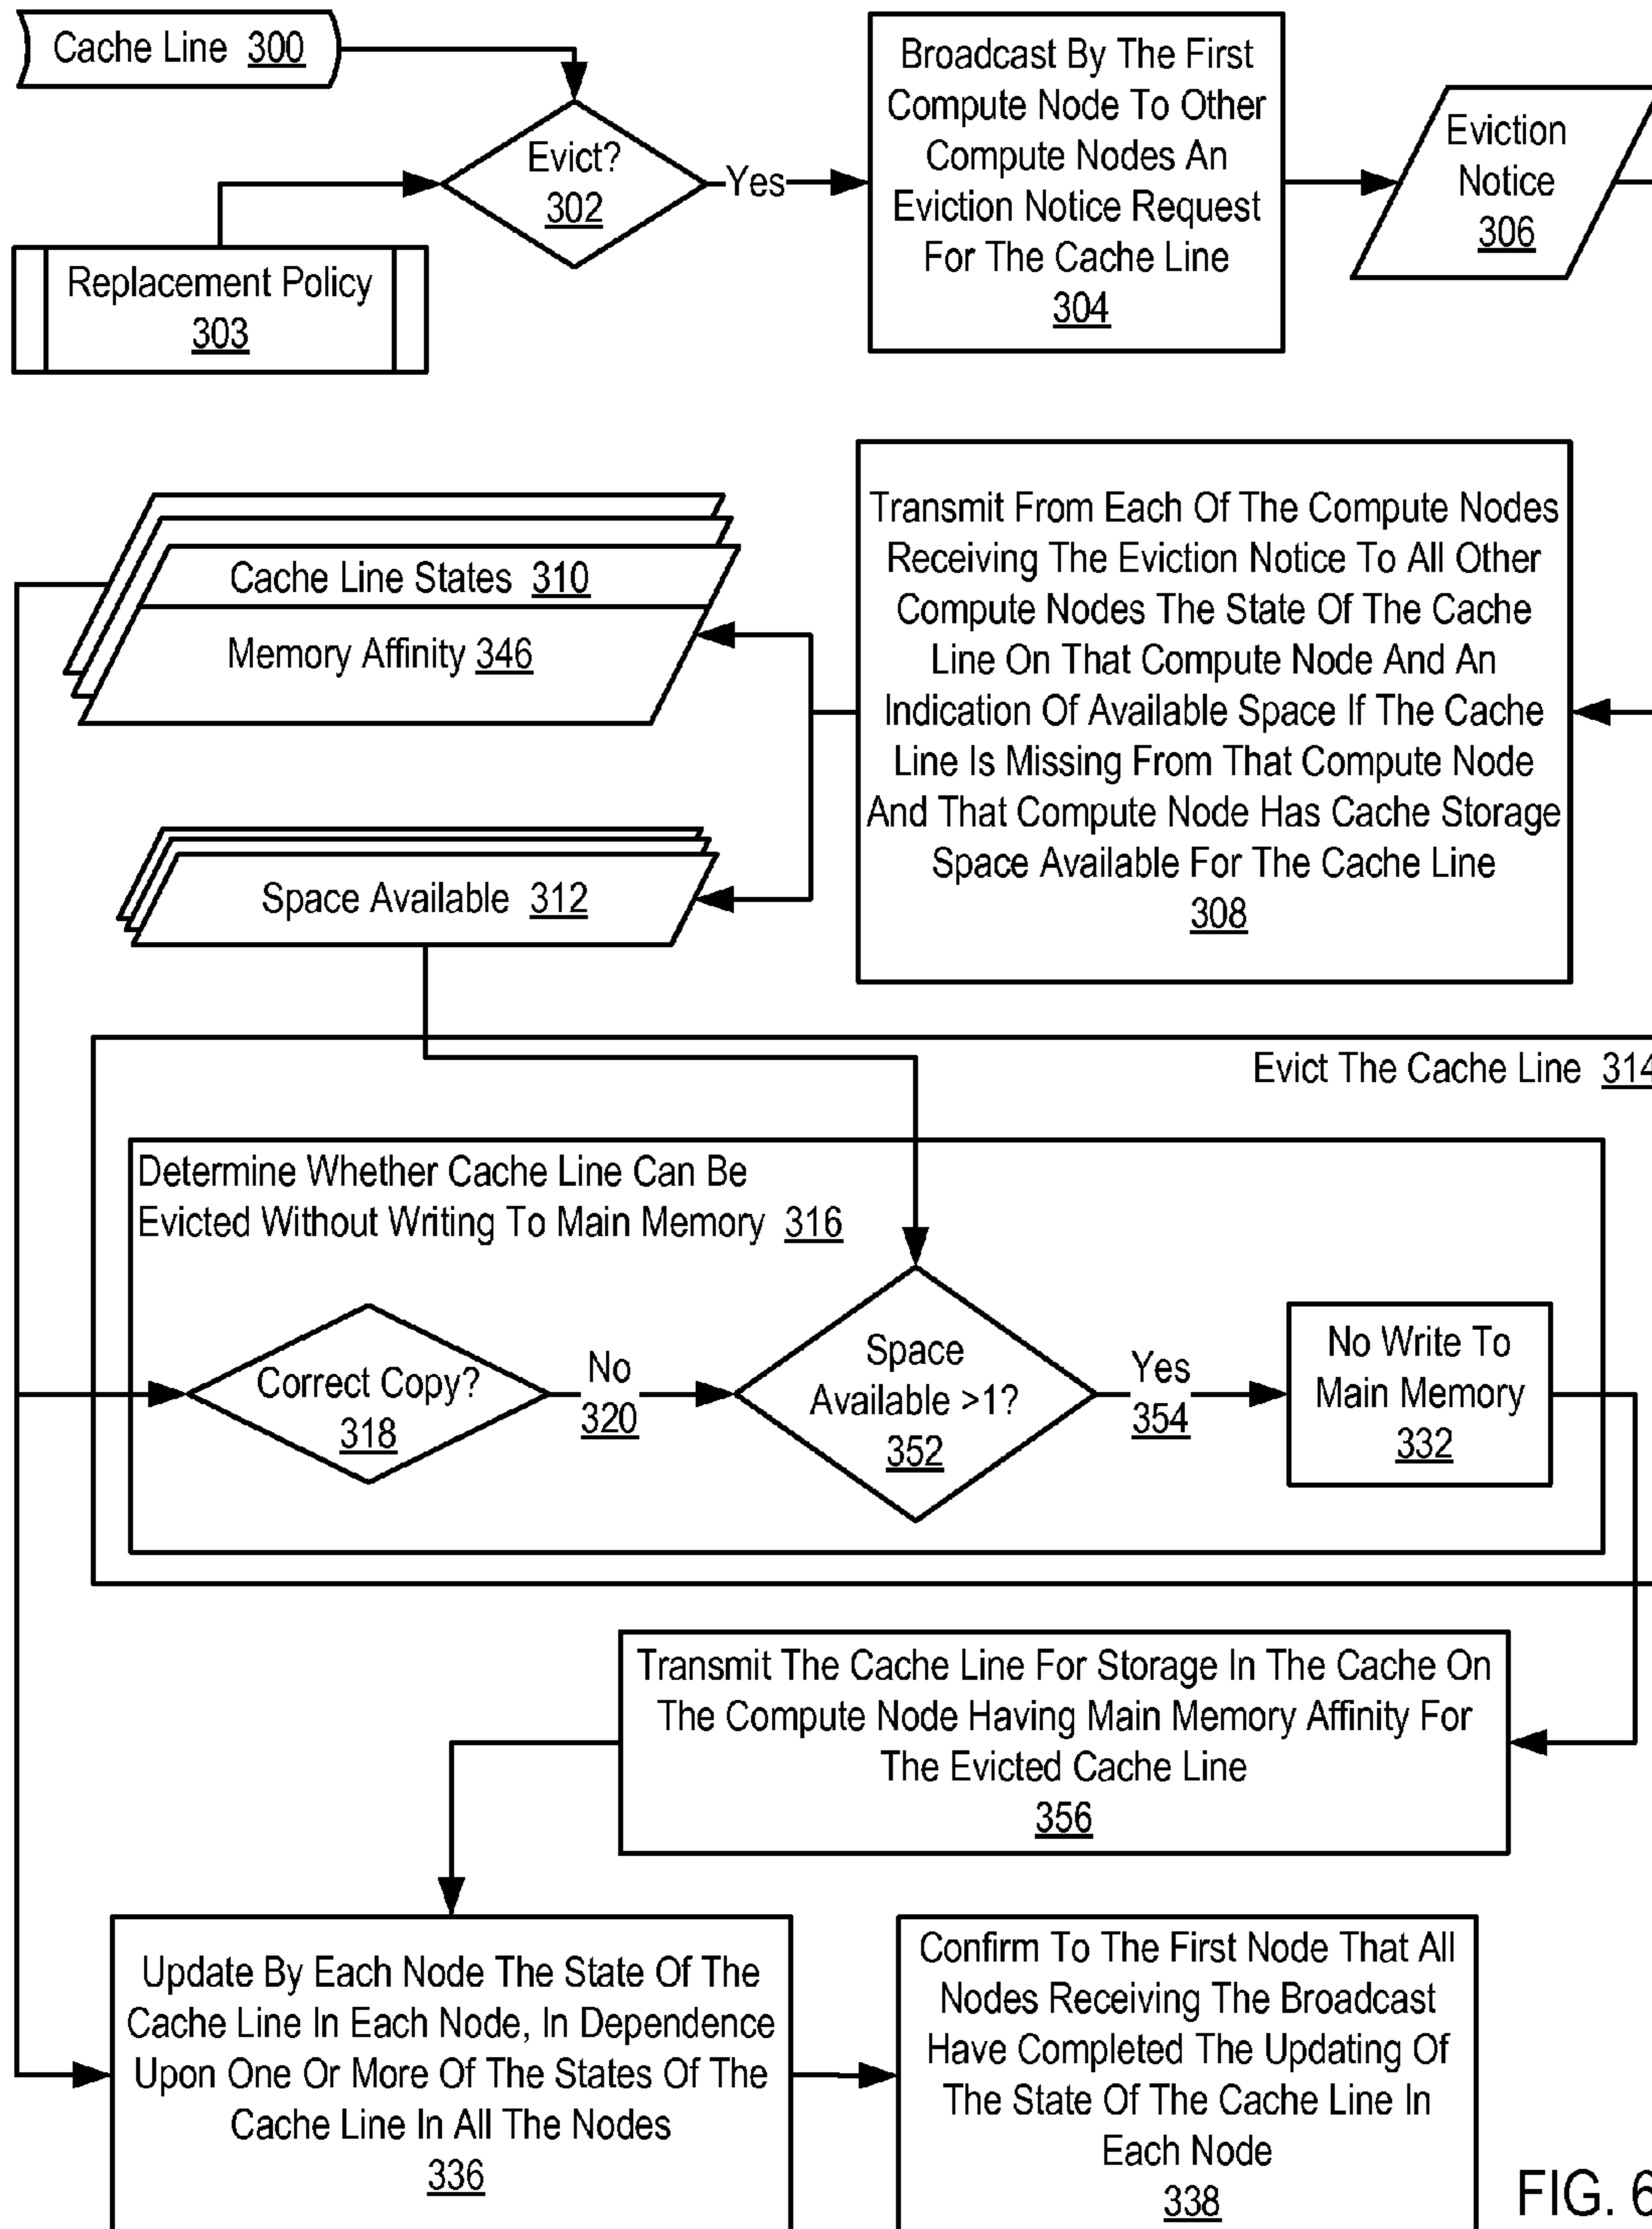 Cache Line 300
Evict?
302
Yes
Replacement Policy
303
Broadcast By The First
Compute Node To Other
Compute Nodes An
Eviction Notice Request
For The Cache Line
304
Eviction
Notice
306
Transmit From Each Of The Compute Nodes
Receiving The Eviction Notice To All Other
Compute Nodes The State Of The Cache
Line On That Compute Node And An
Indication Of Available Space If The Cache
Line Is Missing From That Compute Node
And That Compute Node Has Cache Storage
Space Available For The Cache Line
308
Cache Line States 310
Memory Affinity 346
Space Available 312
Evict The Cache Line 314
Determine Whether Cache Line Can Be
Evicted Without Writing To Main Memory 316
Correct Copy?
318
No
320
Space
Available >1?
352
Yes
354
No Write To
Main Memory
332
Transmit The Cache Line For Storage In The Cache On
The Compute Node Having Main Memory Affinity For
The Evicted Cache Line
356
Update By Each Node The State Of The
Cache Line In Each Node, In Dependence
Upon One Or More Of The States Of The
Cache Line In All The Nodes
336
Confirm To The First Node That All
Nodes Receiving The Broadcast
Have Completed The Updating Of
The State Of The Cache Line In
Each Node
338
FIG. 6